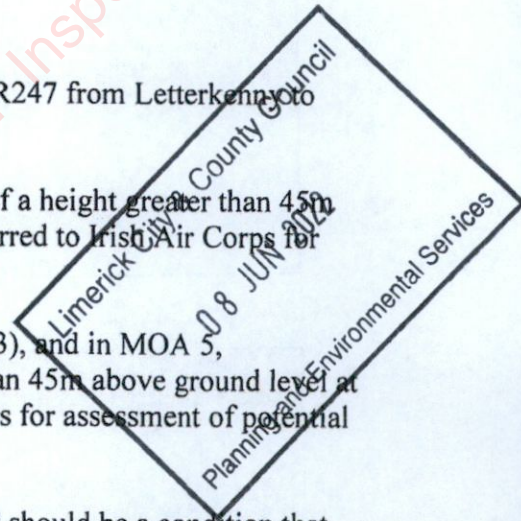 Insp
R247 from Letterkenny to
f a height greater than 45m
rred to Irish Air Corps for
3), and in MOA 5,
an 45m above ground level at
s for assessment of potential
should be a condition that
Limerick City & County Council
08 JUN 2022
Planning and Environmental Services